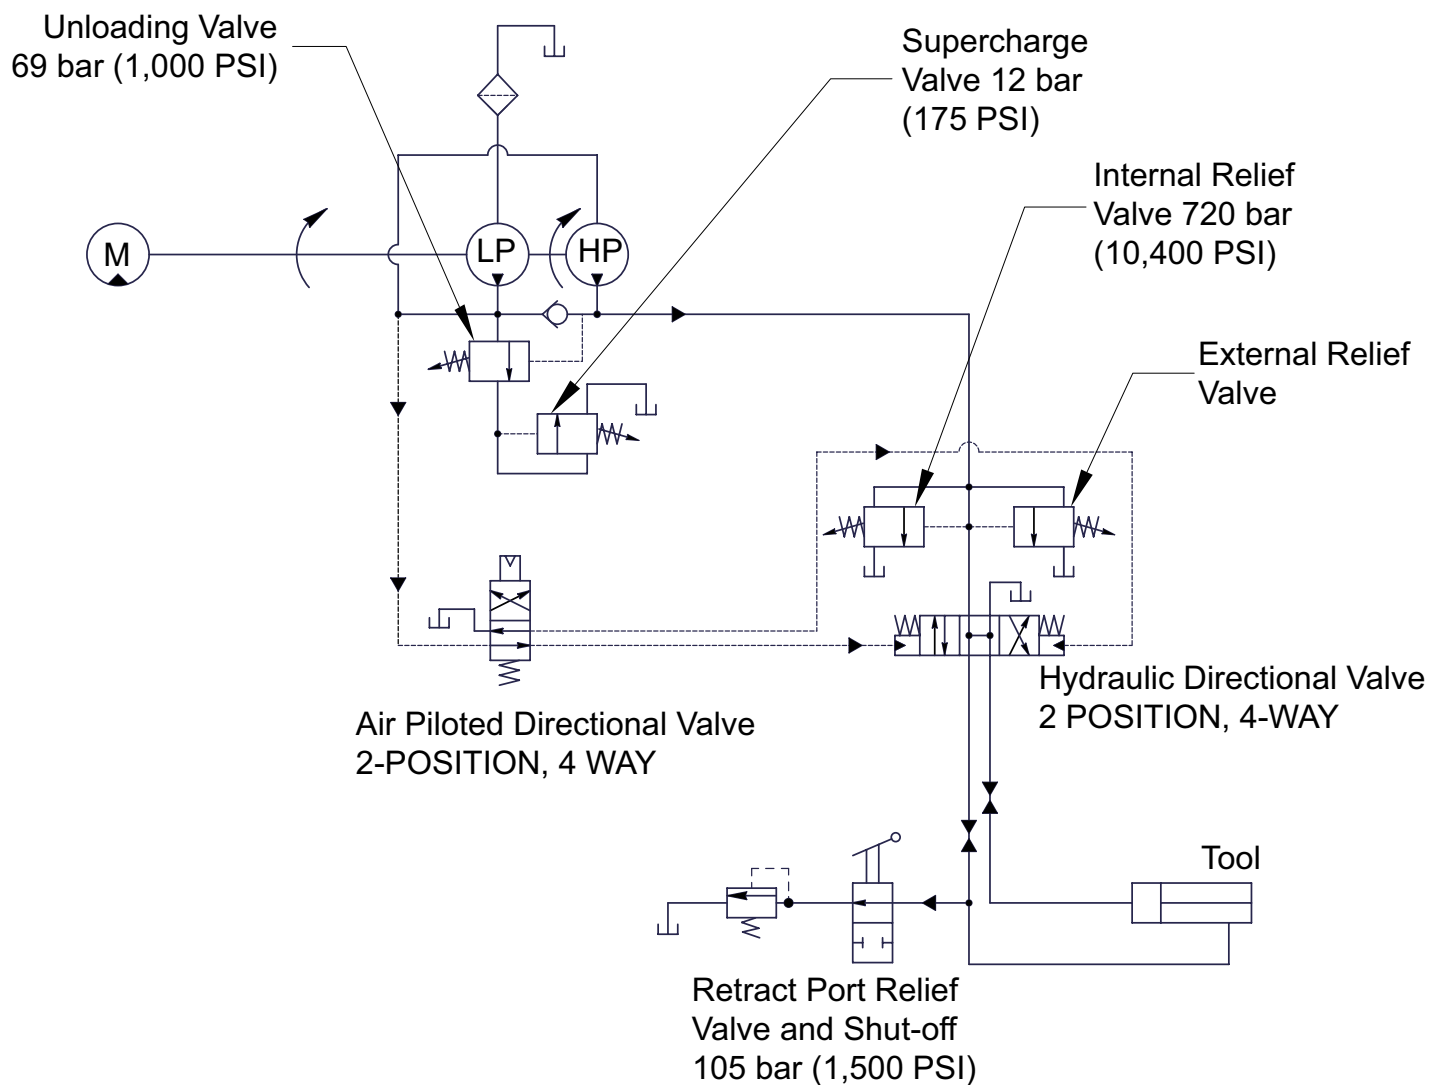 Unloading Valve
69 bar (1,000 PSI)
Supercharge
Valve 12 bar
(175 PSI)
Internal Relief
Valve 720 bar
(10,400 PSI)
M
LP
HP
External Relief
Valve
Hydraulic Directional Valve
2 POSITION, 4-WAY
Air Piloted Directional Valve
2-POSITION, 4 WAY
Tool
Retract Port Relief
Valve and Shut-off
105 bar (1,500 PSI)